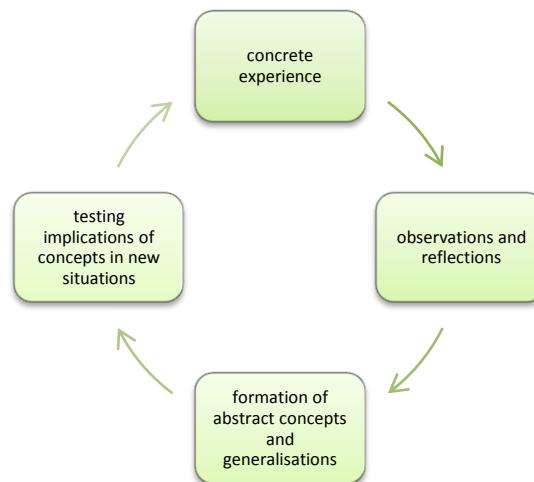 concrete
experience
observations and
reflections
formation of
abstract concepts
and
generalisations
testing
implications of
concepts in new
situations